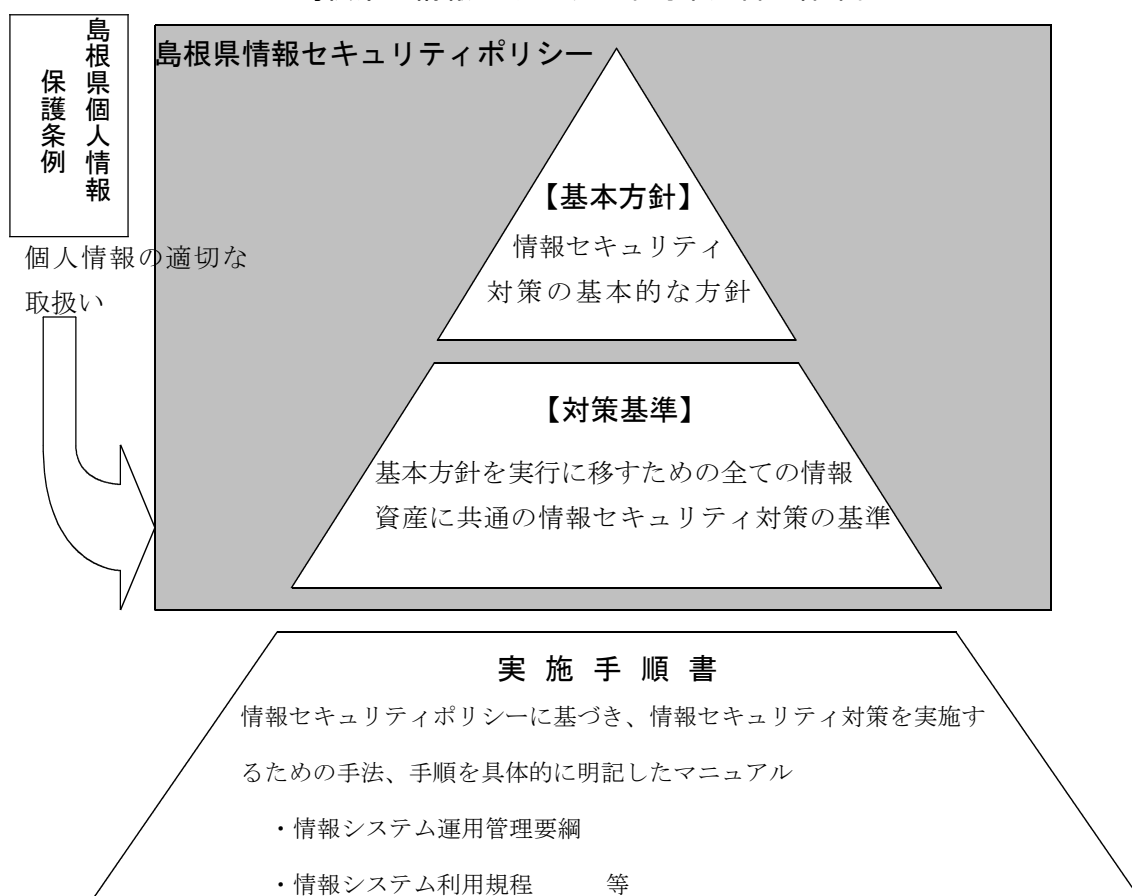 島根県個人情報
保護条例
個人情報の適切な
取扱い
島根県情報セキュリティポリシー
【基本方針】
情報セキュリティ
対策の基本的な方針
【対策基準】
基本方針を実行に移すための全ての情報
資産に共通の情報セキュリティ対策の基準
実 施 手 順 書
情報セキュリティポリシーに基づき、情報セキュリティ対策を実施す
るための手法、手順を具体的に明記したマニュアル
・情報システム運用管理要綱
・情報システム利用規程　　　等